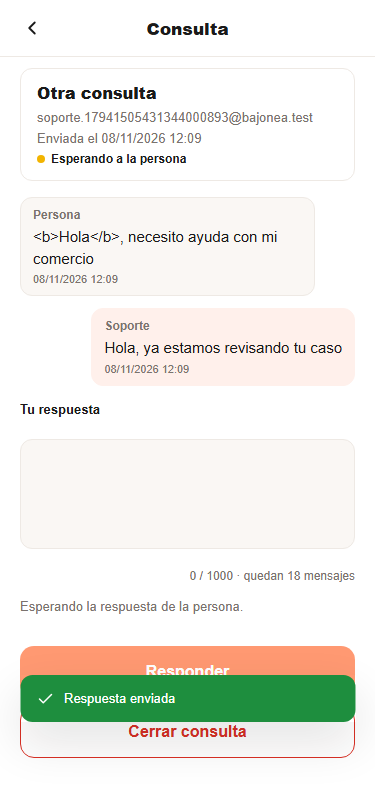 Consulta
Otra consulta
soporte.17941505431344000893@bajonea.test
Enviada el 08/11/2026 12:09
Esperando a la persona
Persona
<b>Hola</b>, necesito ayuda con mi
comercio
08/11/2026 12:09
Soporte
Hola, ya estamos revisando tu caso
08/11/2026 12:09
Tu respuesta
0 / 1000 · quedan 18 mensajes
Esperando la respuesta de la persona.
Responder
Respuesta enviada
Cerrar consulta